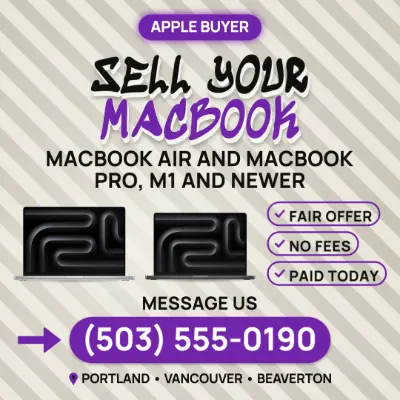 APPLE BUYER
SELL YOUR
MACBOOK
MACBOOK AIR AND MACBOOK
PRO, M1 AND NEWER
FAIR OFFER
NO FEES
PAID TODAY
MESSAGE US
(503) 555-0190
PORTLAND • VANCOUVER • BEAVERTON